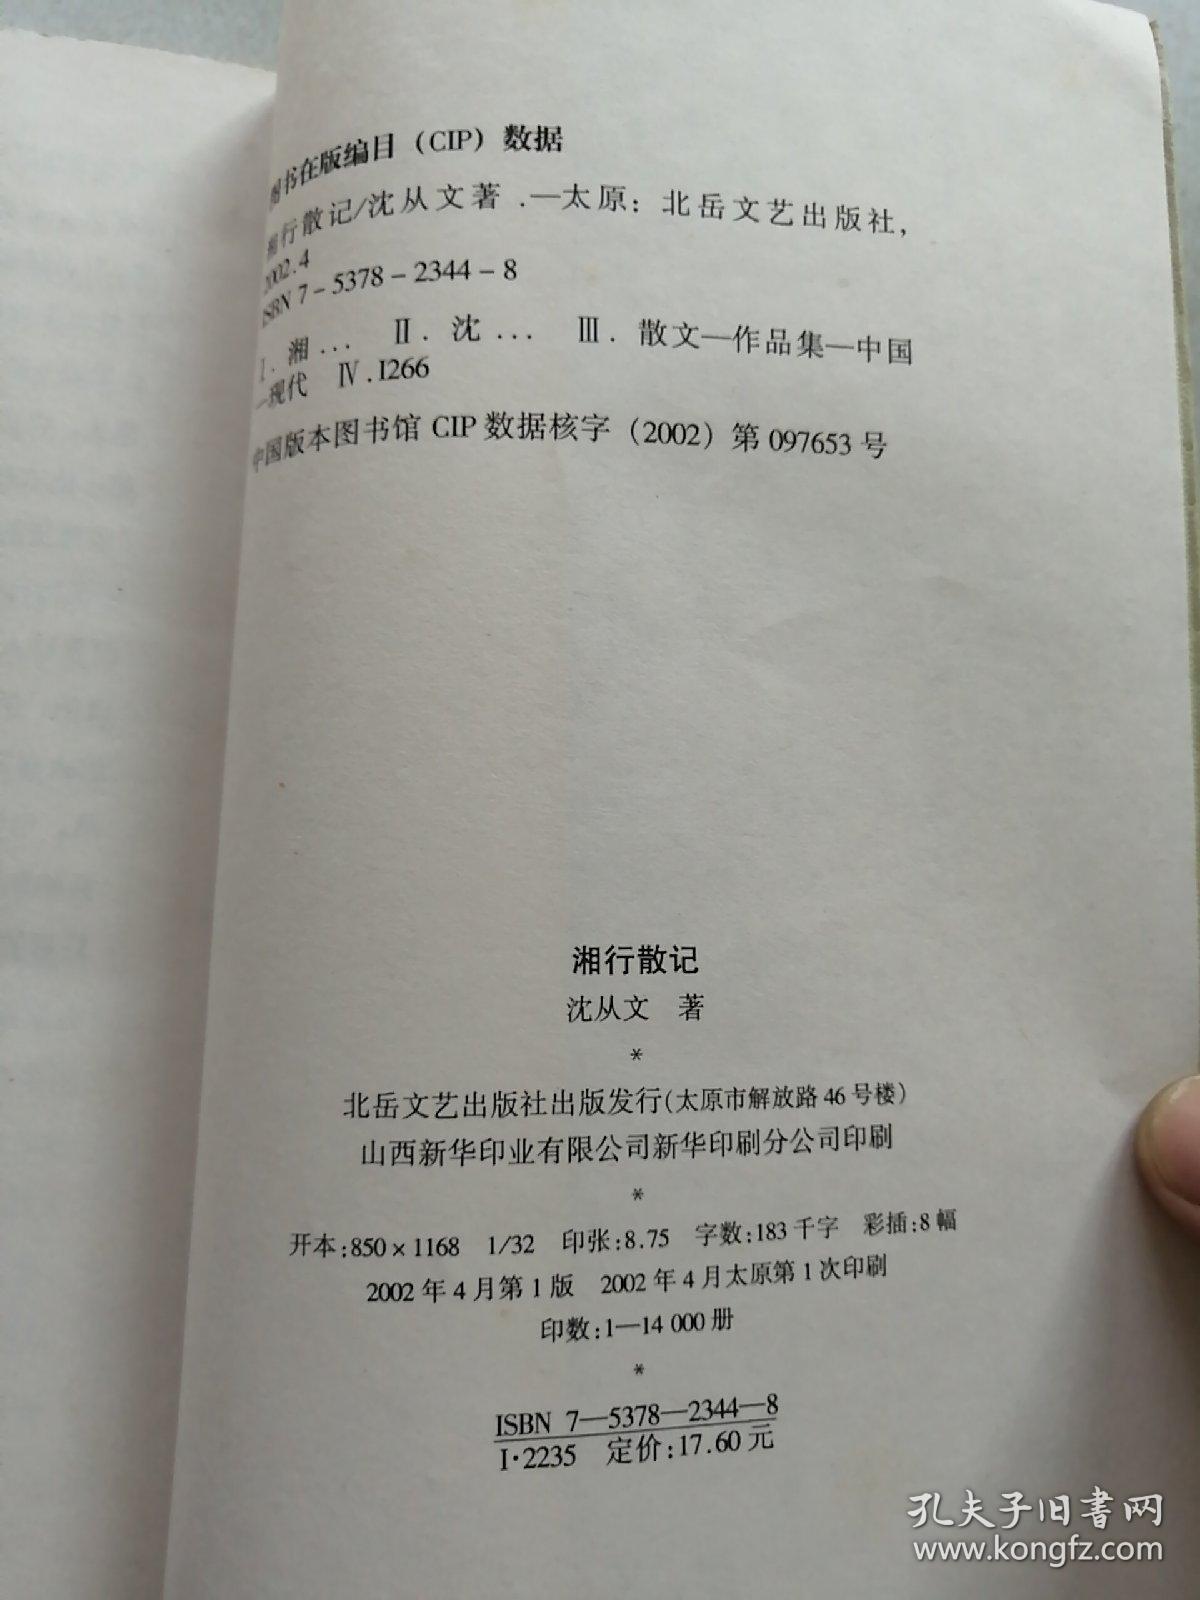 图书在版编目（CIP）数据
湘行散记/沈从文著．—太原：北岳文艺出版社，
2002.4
ISBN 7－5378－2344－8
Ⅰ．湘… Ⅱ．沈… Ⅲ．散文—作品集—中国
—现代 Ⅳ.I266
中国版本图书馆 CIP 数据核字（2002）第 097653 号
湘行散记
沈从文 著
*
北岳文艺出版社出版发行(太原市解放路 46 号楼)
山西新华印业有限公司新华印刷分公司印刷
*
开本:850×1168 1/32 印张:8.75 字数:183 千字 彩插:8 幅
2002 年 4 月第 1 版 2002 年 4 月太原第 1 次印刷
印数:1—14 000 册
*
ISBN 7—5378—2344—8
I·2235 定价:17.60 元
孔夫子旧书网
www.kongfz.com